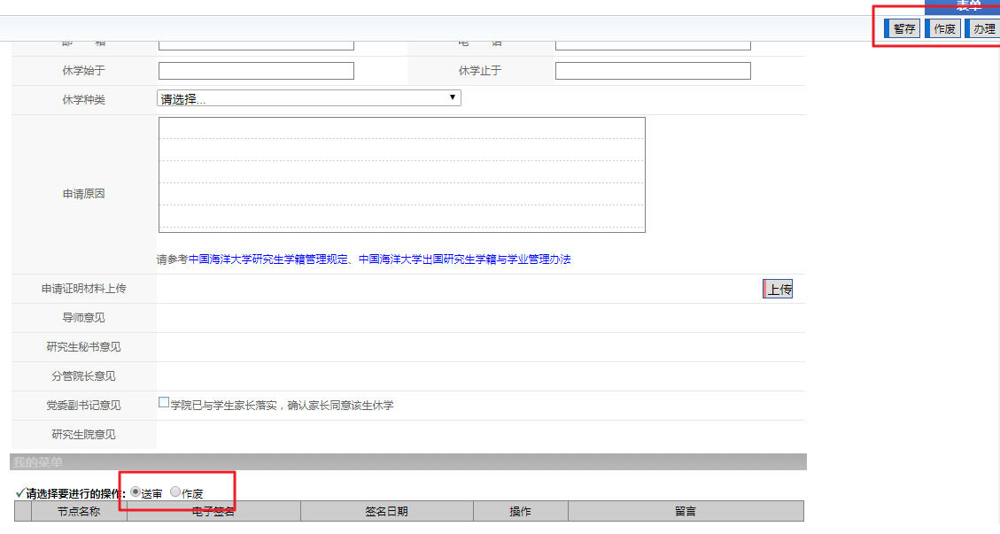 表单
暂存 作废 办理
邮 箱 电 话
休学始于 休学止于
休学种类 请选择...
申请原因
请参考中国海洋大学研究生学籍管理规定、中国海洋大学出国研究生学籍与学业管理办法
申请证明材料上传 上传
导师意见
研究生秘书意见
分管院长意见
党委副书记意见 学院已与学生家长落实，确认家长同意该生休学
研究生院意见
我的菜单
请选择要进行的操作: 送审 作废
节点名称 电子签名 签名日期 操作 留言